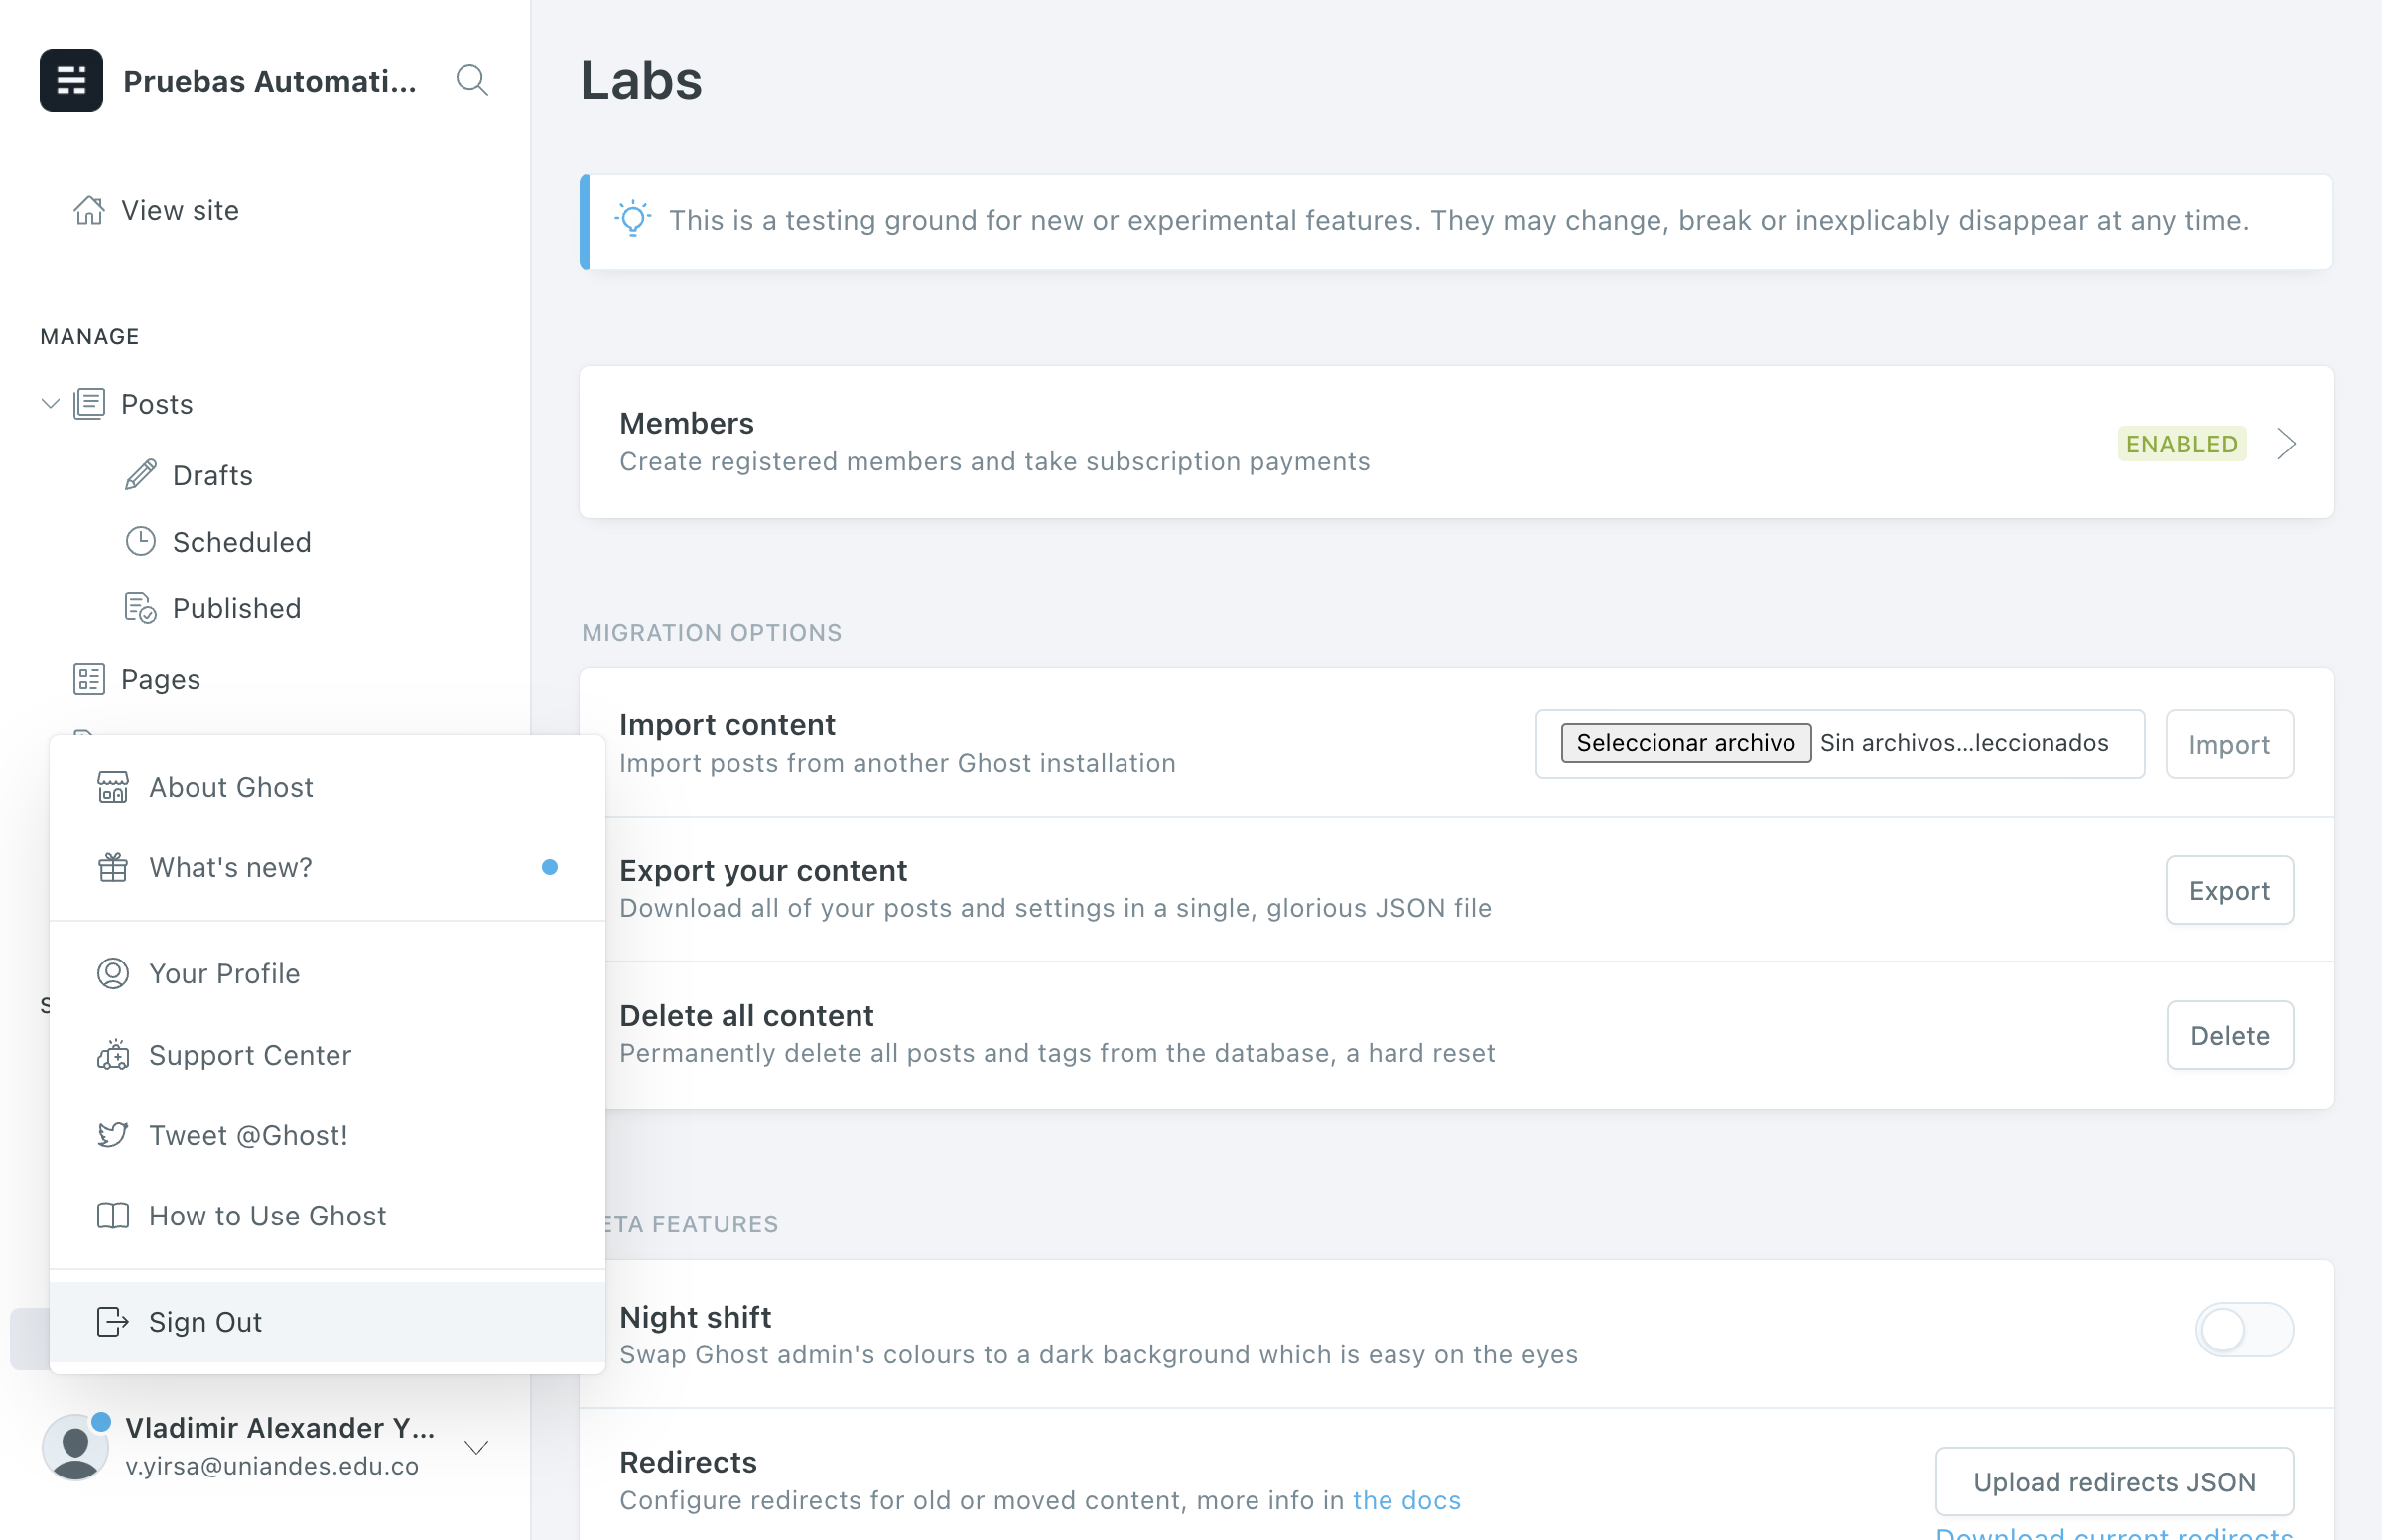 Pruebas Automati...
View site
MANAGE
Posts
Drafts
Scheduled
Published
Pages
About Ghost
What's new?
Your Profile
Support Center
Tweet @Ghost!
How to Use Ghost
Sign Out
Vladimir Alexander Y...
v.yirsa@uniandes.edu.co
Labs
This is a testing ground for new or experimental features. They may change, break or inexplicably disappear at any time.
Members
Create registered members and take subscription payments
ENABLED
MIGRATION OPTIONS
Import content
Import posts from another Ghost installation
Seleccionar archivo Sin archivos...leccionados
Import
Export your content
Download all of your posts and settings in a single, glorious JSON file
Export
Delete all content
Permanently delete all posts and tags from the database, a hard reset
Delete
ETA FEATURES
Night shift
Swap Ghost admin's colours to a dark background which is easy on the eyes
Redirects
Configure redirects for old or moved content, more info in the docs
Upload redirects JSON
Download current redirects